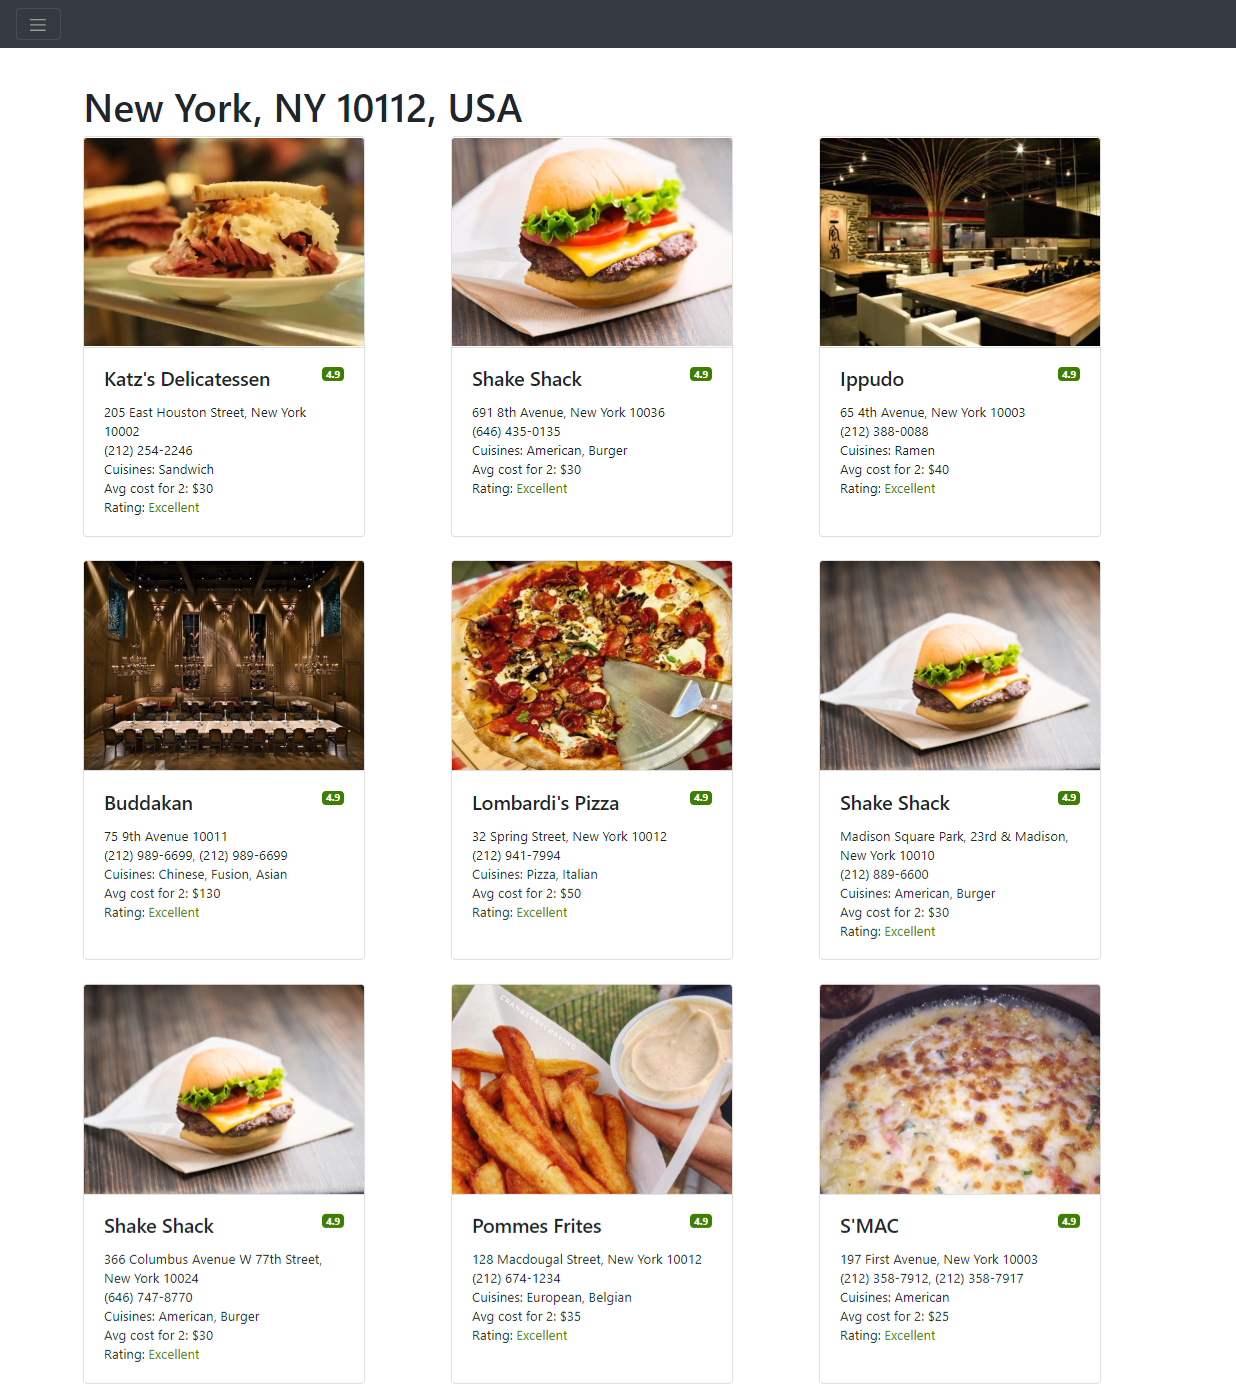 New York, NY 10112, USA
Katz's Delicatessen
4.9
205 East Houston Street, New York
10002
(212) 254-2246
Cuisines: Sandwich
Avg cost for 2: $30
Rating: Excellent
Shake Shack
4.9
691 8th Avenue, New York 10036
(646) 435-0135
Cuisines: American, Burger
Avg cost for 2: $30
Rating: Excellent
Ippudo
4.9
65 4th Avenue, New York 10003
(212) 388-0088
Cuisines: Ramen
Avg cost for 2: $40
Rating: Excellent
Buddakan
4.9
75 9th Avenue 10011
(212) 989-6699, (212) 989-6699
Cuisines: Chinese, Fusion, Asian
Avg cost for 2: $130
Rating: Excellent
Lombardi's Pizza
4.9
32 Spring Street, New York 10012
(212) 941-7994
Cuisines: Pizza, Italian
Avg cost for 2: $50
Rating: Excellent
Shake Shack
4.9
Madison Square Park, 23rd & Madison,
New York 10010
(212) 889-6600
Cuisines: American, Burger
Avg cost for 2: $30
Rating: Excellent
Shake Shack
4.9
366 Columbus Avenue W 77th Street,
New York 10024
(646) 747-8770
Cuisines: American, Burger
Avg cost for 2: $30
Rating: Excellent
CRANBERRYCRAVING
Pommes Frites
4.9
128 Macdougal Street, New York 10012
(212) 674-1234
Cuisines: European, Belgian
Avg cost for 2: $35
Rating: Excellent
S'MAC
4.9
197 First Avenue, New York 10003
(212) 358-7912, (212) 358-7917
Cuisines: American
Avg cost for 2: $25
Rating: Excellent